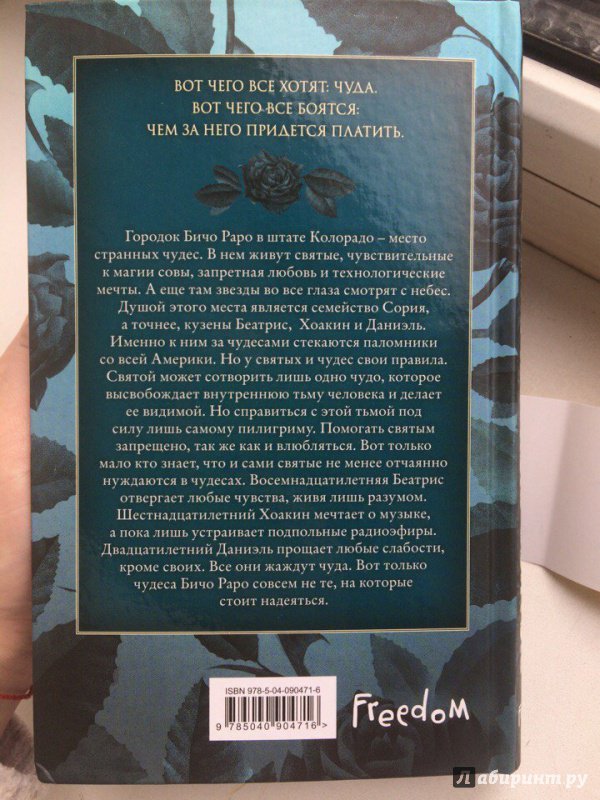 ВОТ ЧЕГО ВСЕ ХОТЯТ: ЧУДА.
ВОТ ЧЕГО ВСЕ БОЯТСЯ:
ЧЕМ ЗА НЕГО ПРИДЕТСЯ ПЛАТИТЬ.
Городок Бичо Раро в штате Колорадо – место
странных чудес. В нем живут святые, чувствительные
к магии совы, запретная любовь и технологические
мечты. А еще там звезды во все глаза смотрят с небес.
Душой этого места является семейство Сория,
а точнее, кузены Беатрис, Хоакин и Даниэль.
Именно к ним за чудесами стекаются паломники
со всей Америки. Но у святых и чудес свои правила.
Святой может сотворить лишь одно чудо, которое
высвобождает внутреннюю тьму человека и делает
ее видимой. Но справиться с этой тьмой под
силу лишь самому пилигриму. Помогать святым
запрещено, так же как и влюбляться. Вот только
мало кто знает, что и сами святые не менее отчаянно
нуждаются в чудесах. Восемнадцатилетняя Беатрис
отвергает любые чувства, живя лишь разумом.
Шестнадцатилетний Хоакин мечтает о музыке,
а пока лишь устраивает подпольные радиоэфиры.
Двадцатилетний Даниэль прощает любые слабости,
кроме своих. Все они жаждут чуда. Вот только
чудеса Бичо Раро совсем не те, на которые
стоит надеяться.
ISBN 978-5-04-090471-6
9 785040 904716>
Freedom
Лабиринт.ру